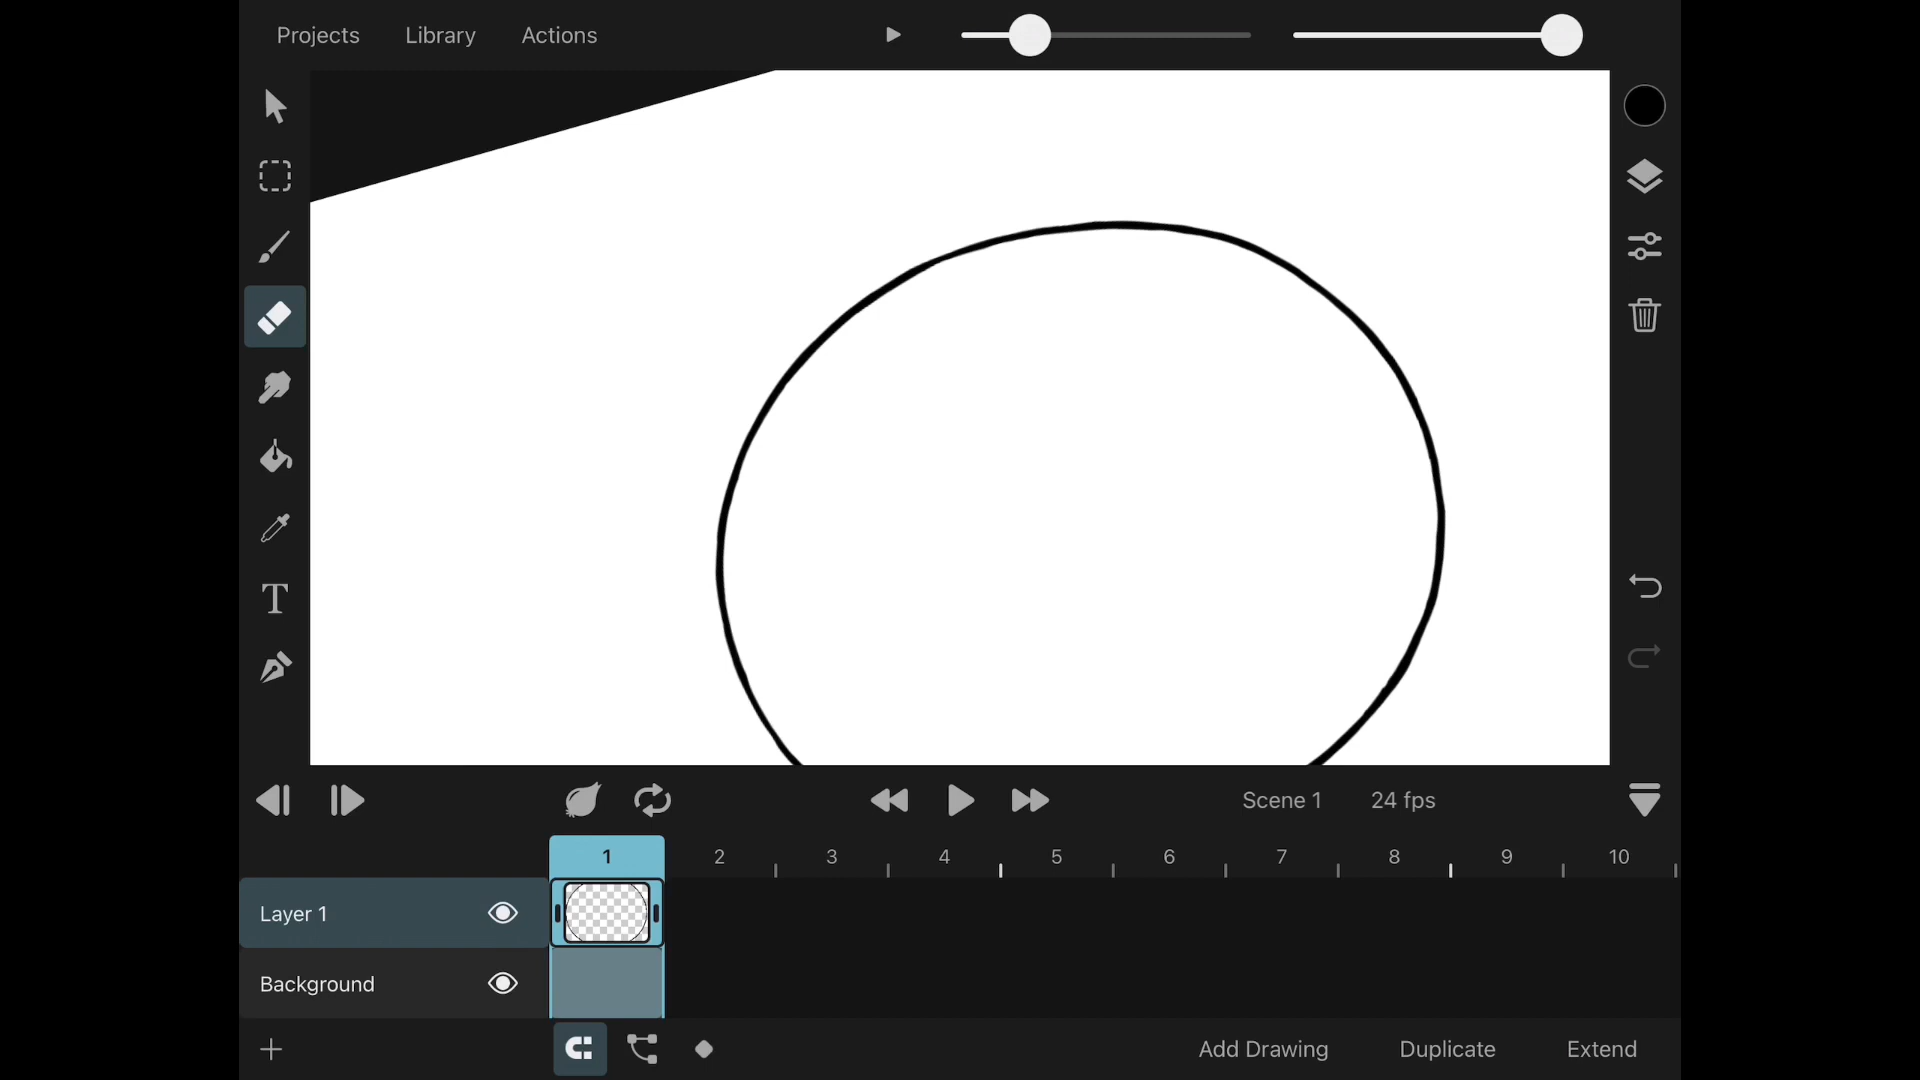 Projects Library Actions
T
Scene 1 24 fps
1 2 3 4 5 6 7 8 9 10
Layer 1
Background
Add Drawing Duplicate Extend